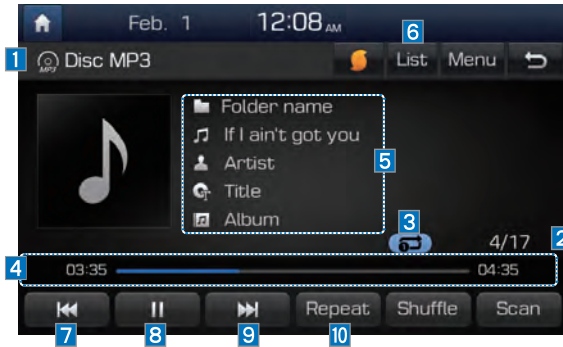 Feb. 1 12:08 AM
6
1 MP3 Disc MP3 List Menu
Folder name
If I ain't got you
Artist
Title
Album
5
3
4/17 2
4 03:35 04:35
Repeat Shuffle Scan
7 8 9 10